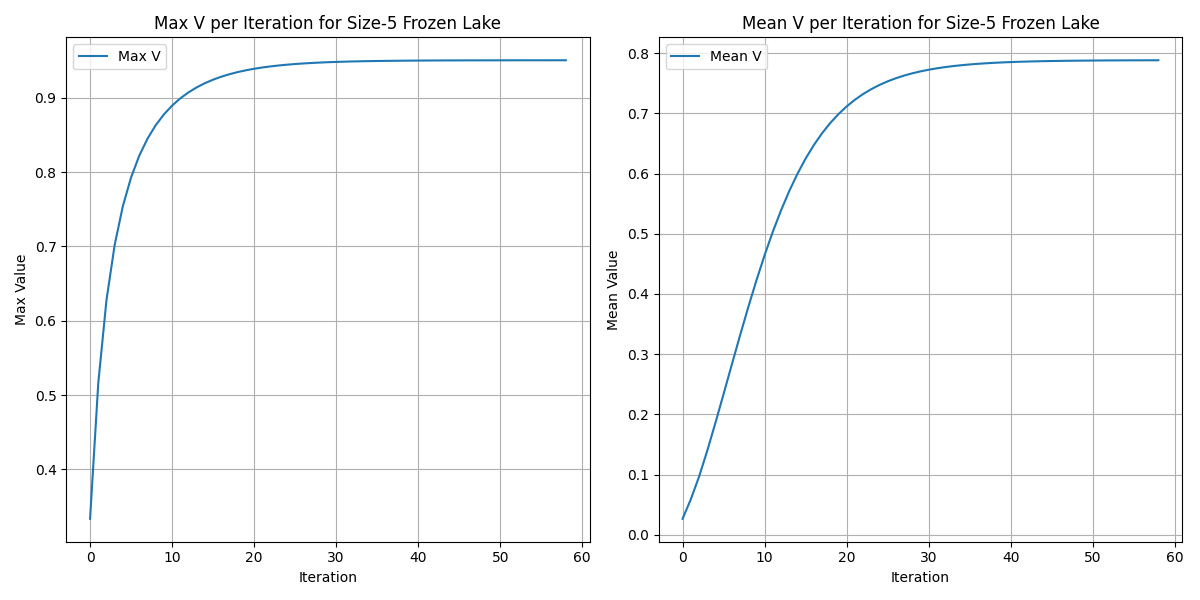 Max V per Iteration for Size-5 Frozen Lake
Max V
Max Value
0.9
0.8
0.7
0.6
0.5
0.4
0 10 20 30 40 50 60
Iteration
Mean V per Iteration for Size-5 Frozen Lake
Mean V
Mean Value
0.8
0.7
0.6
0.5
0.4
0.3
0.2
0.1
0.0
0 10 20 30 40 50 60
Iteration